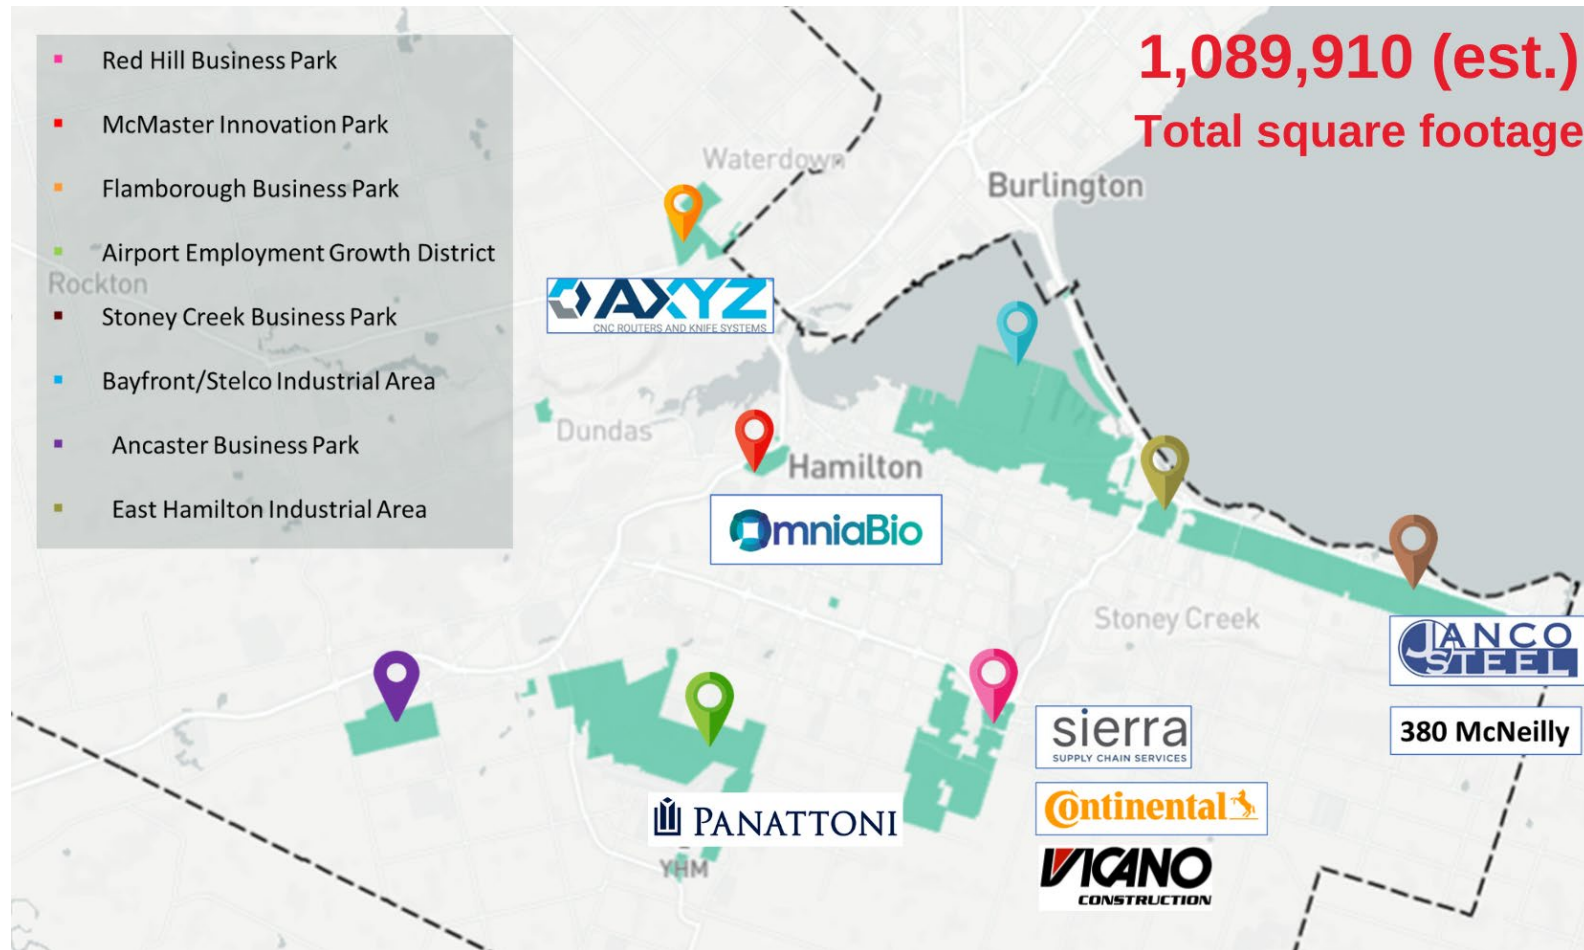 1,089,910 (est.)
Total square footage
Red Hill Business Park
McMaster Innovation Park
Flamborough Business Park
Airport Employment Growth District
Stoney Creek Business Park
Bayfront/Stelco Industrial Area
Ancaster Business Park
East Hamilton Industrial Area
Rockton
Waterdown
Burlington
AXYZ
CNC ROUTERS AND KNIFE SYSTEMS
Dundas
Hamilton
OmniaBio
Stoney Creek
JANCO
STEEL
380 McNeilly
sierra
SUPPLY CHAIN SERVICES
Continental
VICANO
CONSTRUCTION
PANATTONI
YHM